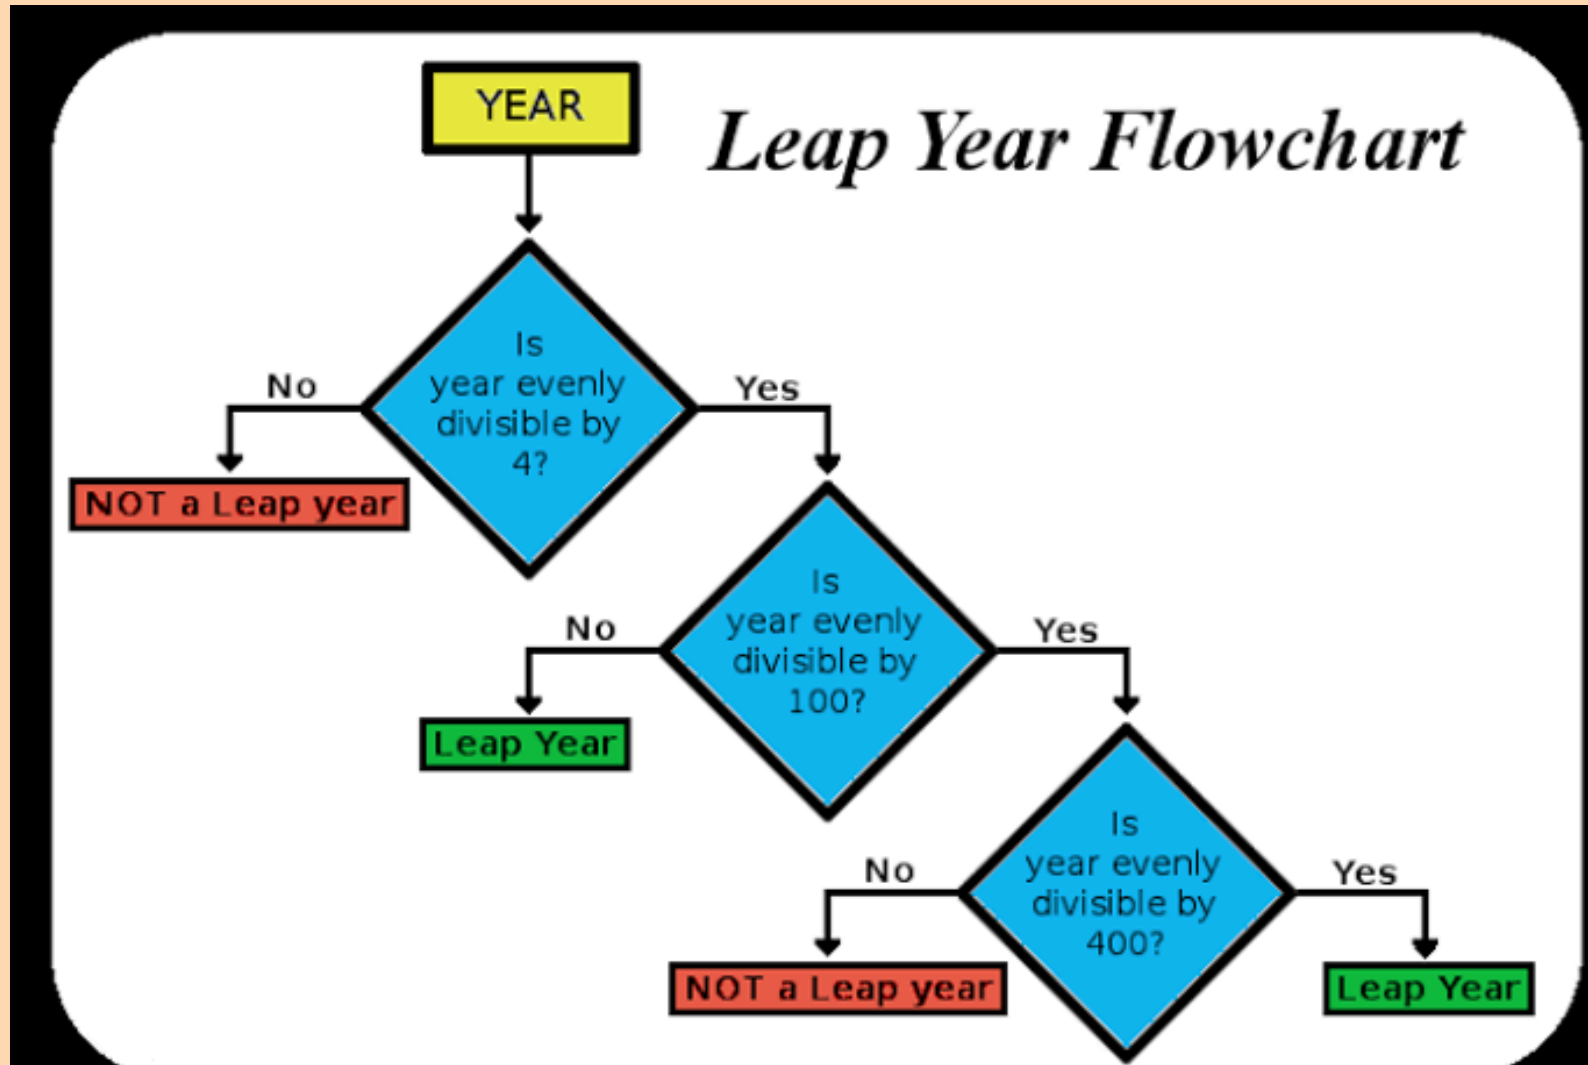 YEAR
Leap Year Flowchart
Is
year evenly
divisible by
4?
No
Yes
NOT a Leap year
Is
year evenly
divisible by
100?
No
Yes
Leap Year
Is
year evenly
divisible by
400?
No
Yes
NOT a Leap year
Leap Year